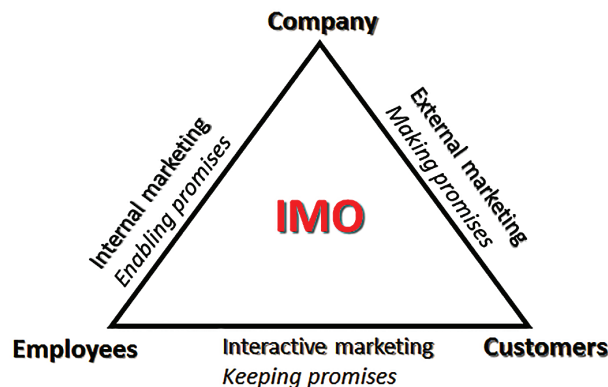 Company
Internal marketing
Enabling promises
External marketing
Making promises
IMO
Employees
Interactive marketing
Keeping promises
Customers